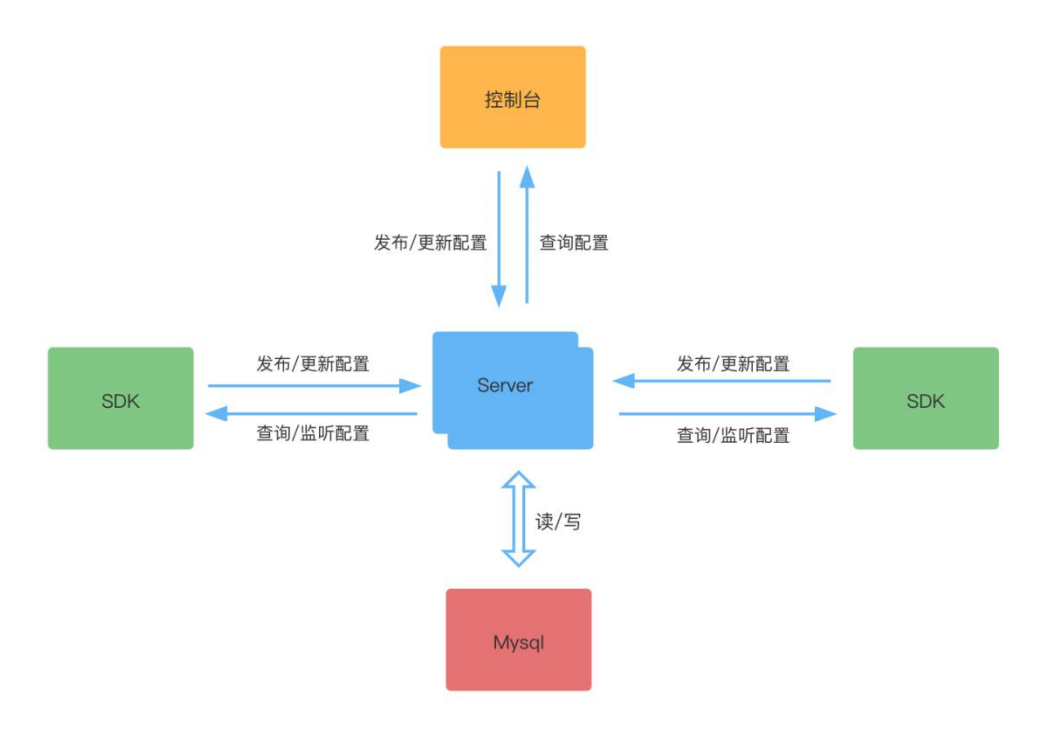 控制台
发布/更新配置
查询配置
发布/更新配置
发布/更新配置
SDK
Server
SDK
查询/监听配置
查询/监听配置
读/写
Mysql